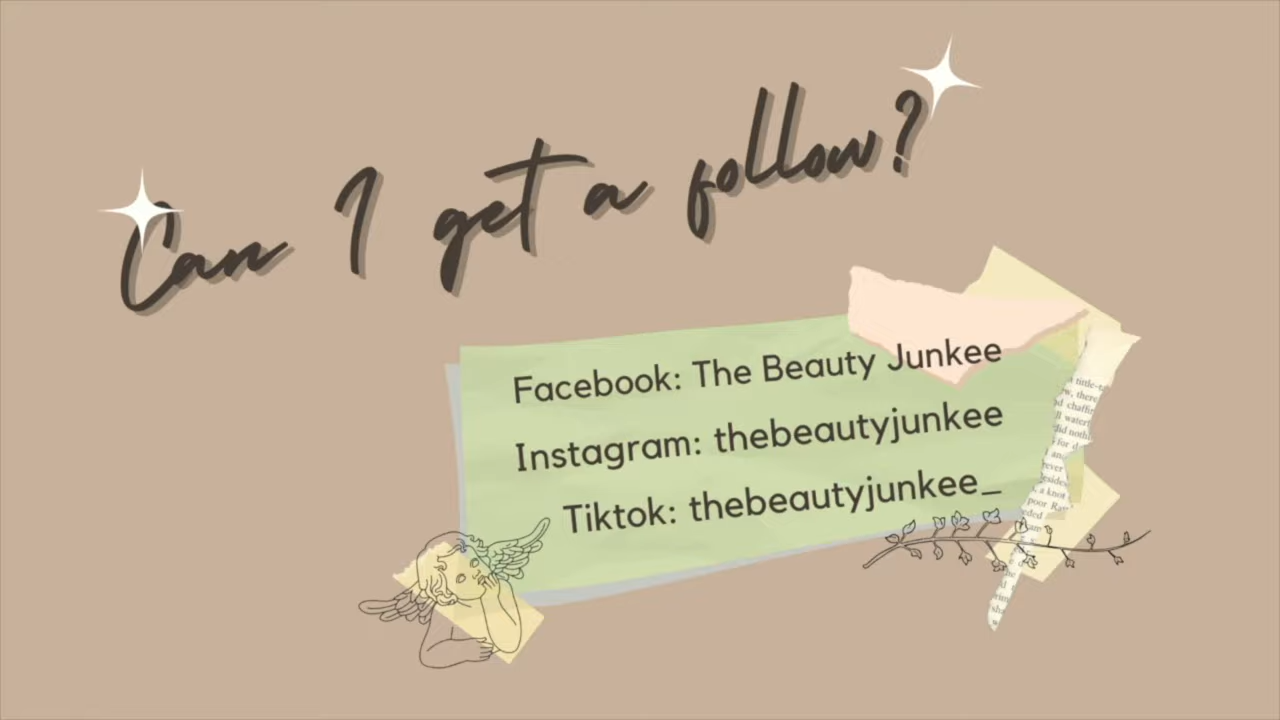 Can I get a follow?
Facebook: The Beauty Junkee
Instagram: thebeautyjunkee
Tiktok: thebeautyjunkee_